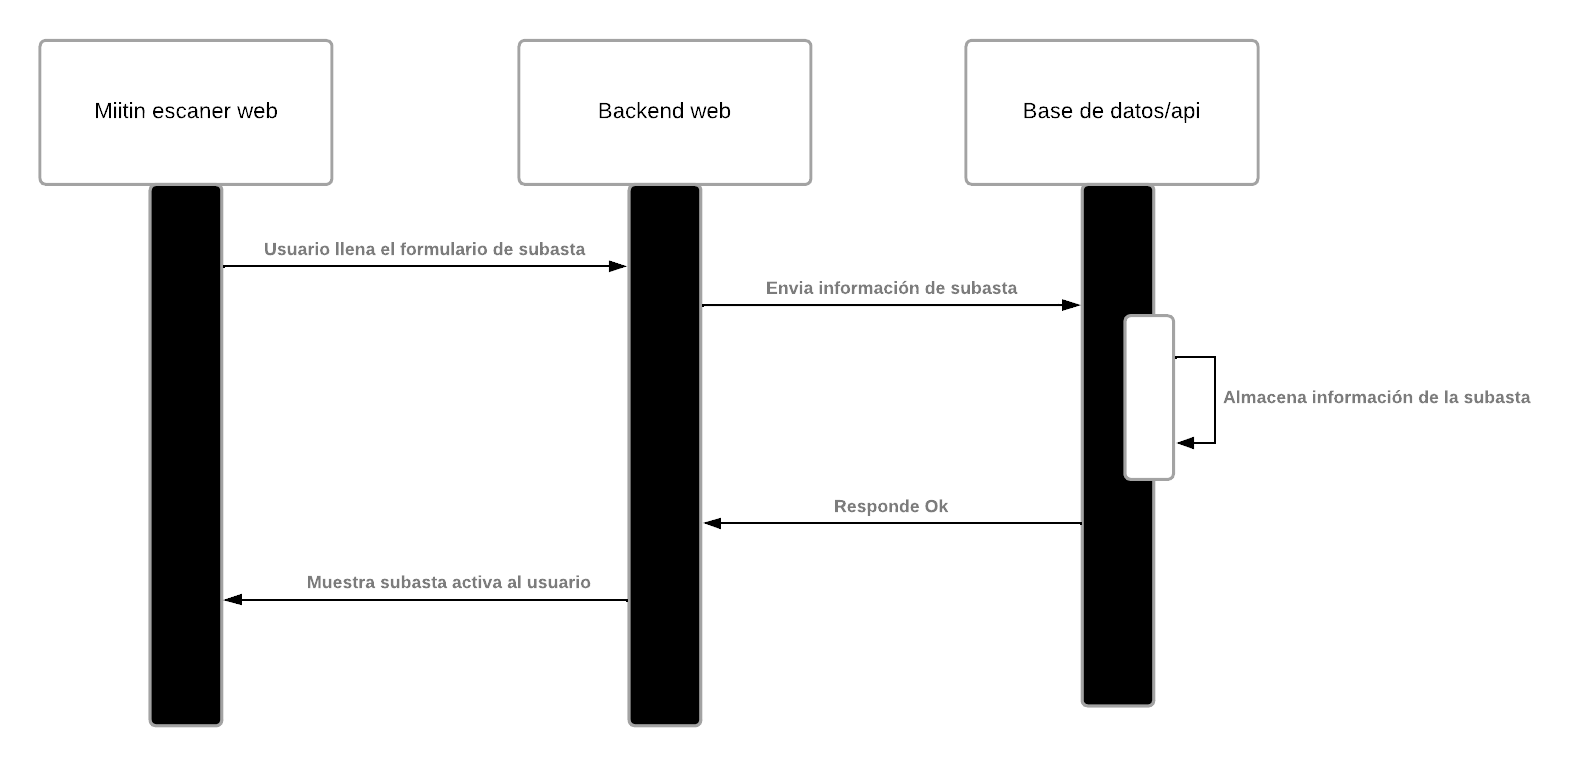 Miitin escaner web
Backend web
Base de datos/api
Usuario llena el formulario de subasta
Envia información de subasta
Almacena información de la subasta
Responde Ok
Muestra subasta activa al usuario